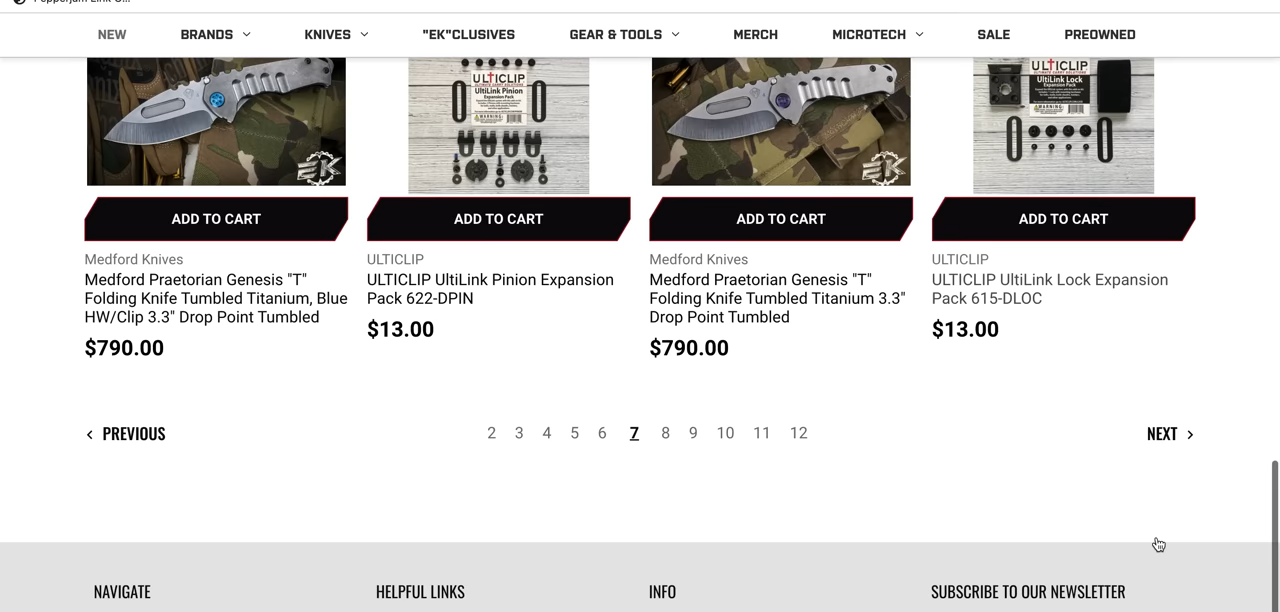 NEW BRANDS KNIVES "EK"CLUSIVES GEAR & TOOLS MERCH MICROTECH SALE PREOWNED
EK
ULTICLIP
UltiLink Pinion
Expansion Pack
WARNING:
EK
ULTICLIP
ULTIMATE CARRY SOLUTIONS
UltiLink Lock
Expansion Pack
WARNING:
ADD TO CART
ADD TO CART
ADD TO CART
ADD TO CART
Medford Knives
Medford Praetorian Genesis "T"
Folding Knife Tumbled Titanium, Blue
HW/Clip 3.3" Drop Point Tumbled
$790.00
ULTICLIP
ULTICLIP UltiLink Pinion Expansion
Pack 622-DPIN
$13.00
Medford Knives
Medford Praetorian Genesis "T"
Folding Knife Tumbled Titanium 3.3"
Drop Point Tumbled
$790.00
ULTICLIP
ULTICLIP UltiLink Lock Expansion
Pack 615-DLOC
$13.00
PREVIOUS 2 3 4 5 6 7 8 9 10 11 12 NEXT
NAVIGATE HELPFUL LINKS INFO SUBSCRIBE TO OUR NEWSLETTER